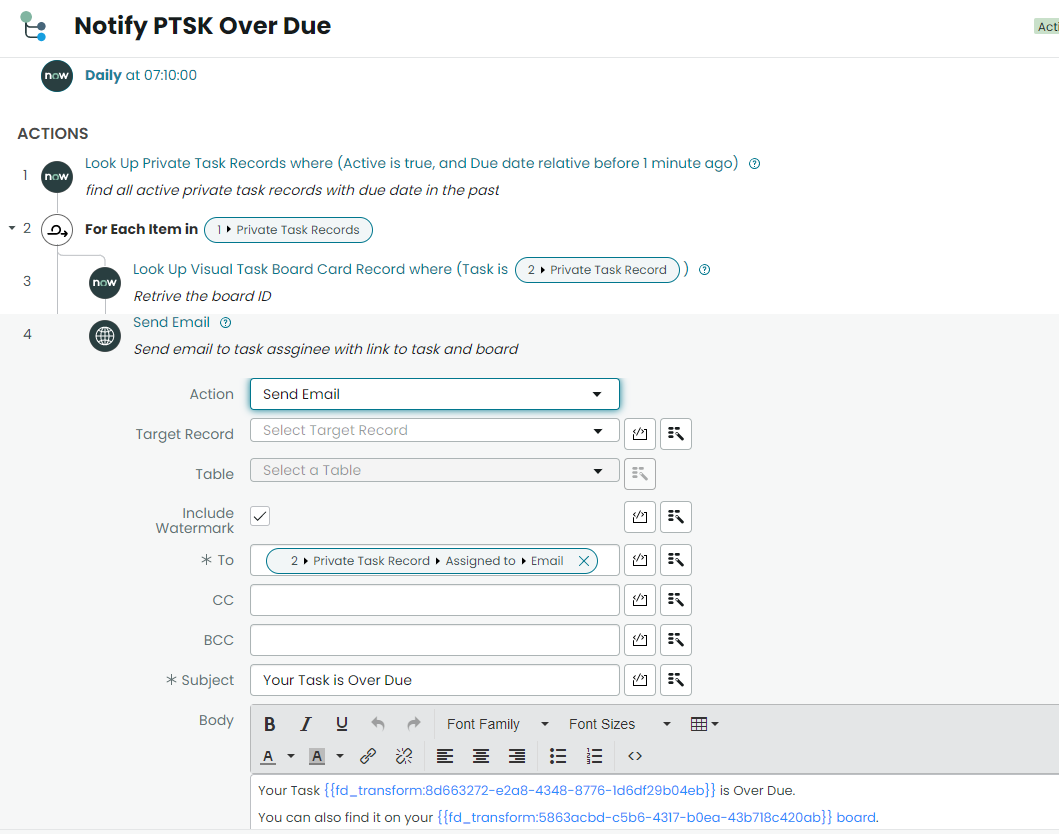 Notify PTSK Over Due
Acti
now
Daily at 07:10:00
ACTIONS
1
now
Look Up Private Task Records where (Active is true, and Due date relative before 1 minute ago)
find all active private task records with due date in the past
2
For Each Item in 1 Private Task Records
3
now
Look Up Visual Task Board Card Record where (Task is 2 Private Task Record )
Retrive the board ID
4
Send Email
Send email to task assginee with link to task and board
Action
Send Email
Target Record
Select Target Record
Table
Select a Table
Include
Watermark
* To
2 Private Task Record Assigned to Email
CC
BCC
* Subject
Your Task is Over Due
Body
B I U Font Family Font Sizes
A A <>
Your Task {{fd_transform:8d663272-e2a8-4348-8776-1d6df29b04eb}} is Over Due.
You can also find it on your {{fd_transform:5863acbd-c5b6-4317-b0ea-43b718c420ab}} board.